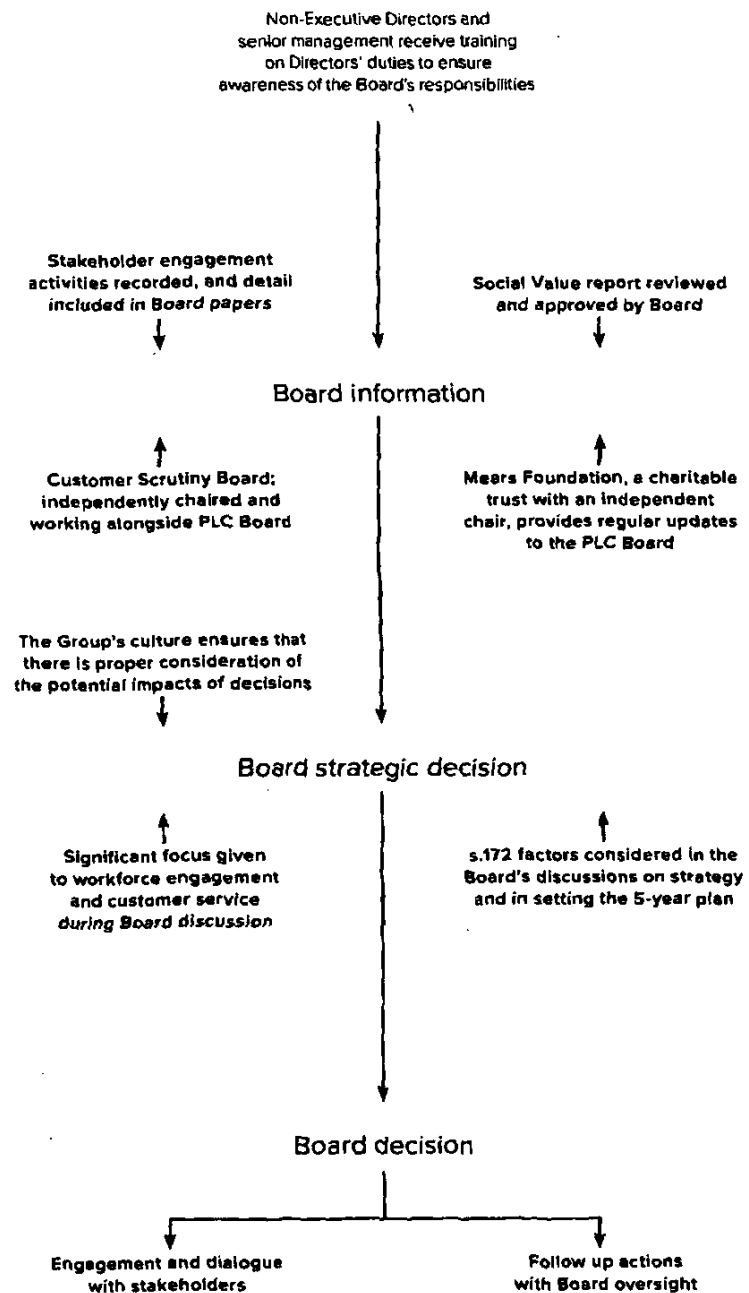 Non-Executive Directors and
senior management receive training
on Directors' duties to ensure
awareness of the Board's responsibilities
Stakeholder engagement
activities recorded, and detail
included in Board papers
Social Value report reviewed
and approved by Board
Board information
Customer Scrutiny Board;
independently chaired and
working alongside PLC Board
Mears Foundation, a charitable
trust with an independent
chair, provides regular updates
to the PLC Board
The Group's culture ensures that
there is proper consideration of
the potential impacts of decisions
Board strategic decision
Significant focus given
to workforce engagement
and customer service
during Board discussion
s.172 factors considered in the
Board's discussions on strategy
and in setting the 5-year plan
Board decision
Engagement and dialogue
with stakeholders
Follow up actions
with Board oversight